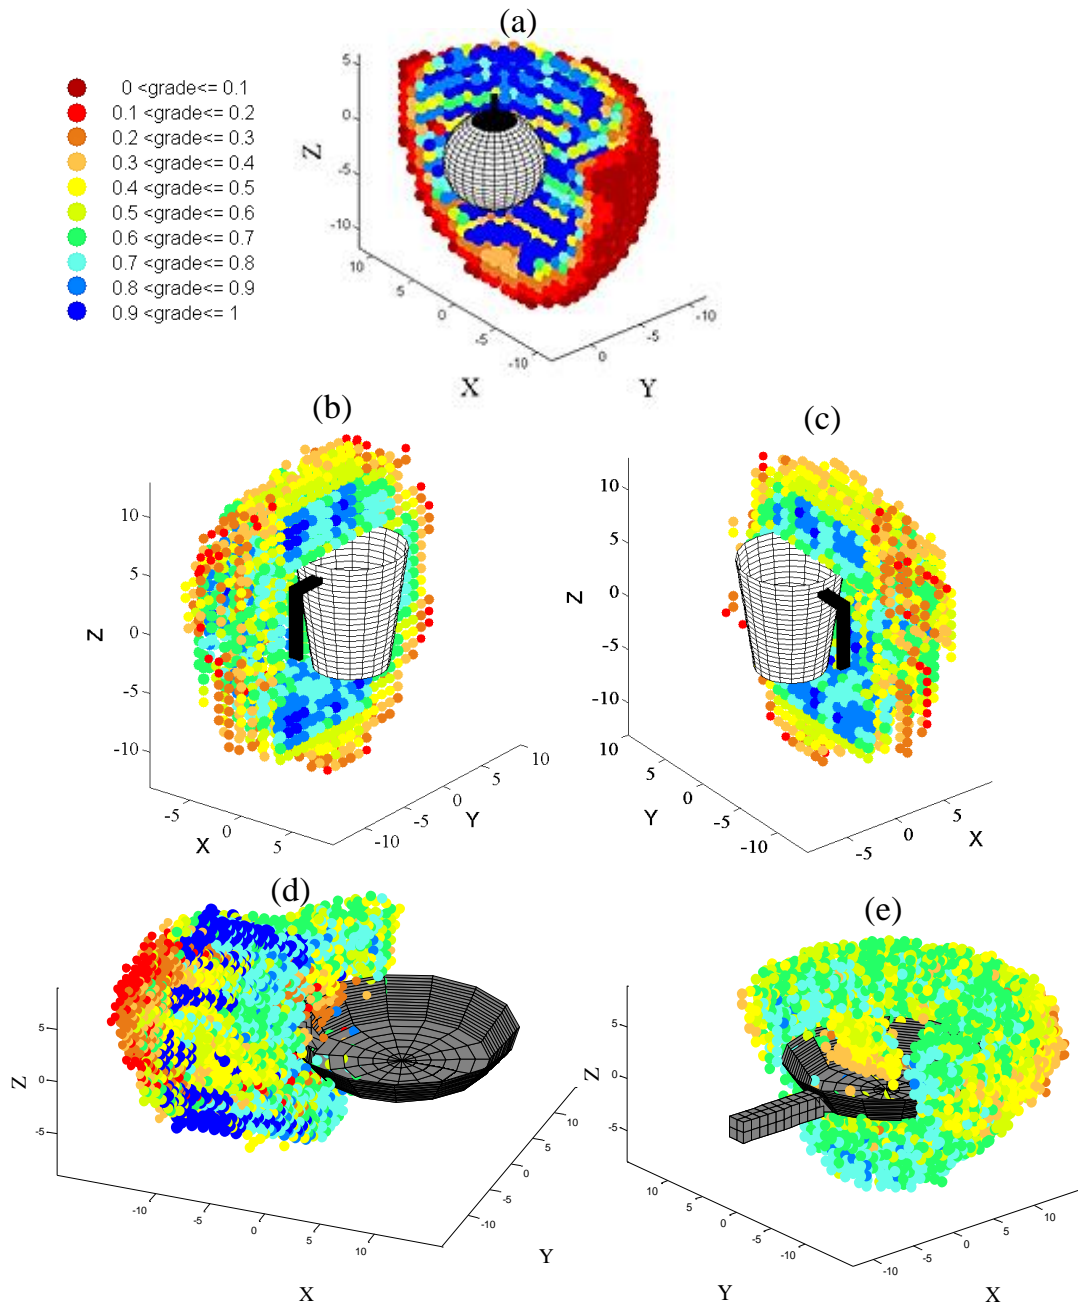 (a)
0 <grade<= 0.1
0.1 <grade<= 0.2
0.2 <grade<= 0.3
0.3 <grade<= 0.4
0.4 <grade<= 0.5
0.5 <grade<= 0.6
0.6 <grade<= 0.7
0.7 <grade<= 0.8
0.8 <grade<= 0.9
0.9 <grade<= 1
5
0
-5
-10
Z
10
5
0
-5
-10
X
0
-5
-10
Y
(b)
10
5
0
-5
-10
Z
-5
0
5
X
-10
-5
0
5
10
Y
(c)
10
5
0
-5
-10
Z
10
5
0
-5
-10
Y
-5
0
5
X
(d)
5
0
-5
Z
-10
-5
0
5
10
X
-10
-5
0
5
10
Y
(e)
5
0
-5
Z
10
5
0
-5
-10
Y
-10
-5
0
5
10
X